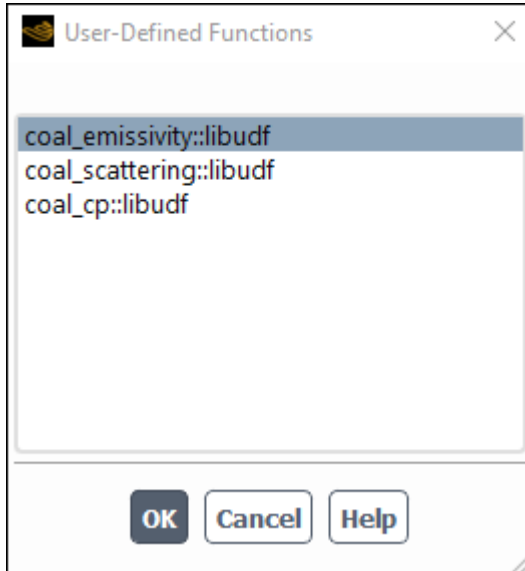 User-Defined Functions
coal_emissivity::libudf
coal_scattering::libudf
coal_cp::libudf
OK Cancel Help